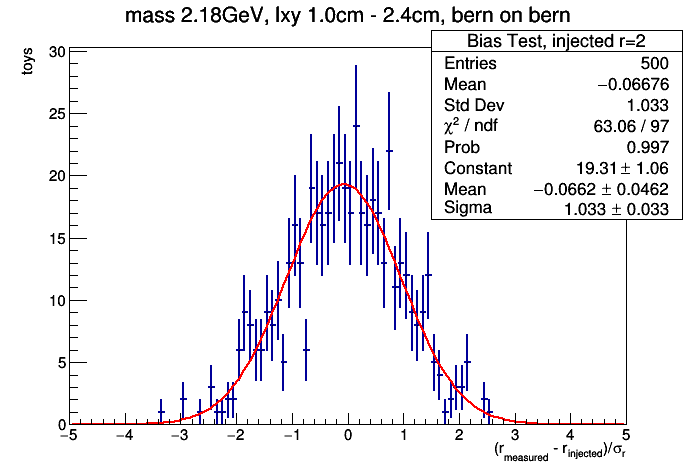 mass 2.18GeV, lxy 1.0cm - 2.4cm, bern on bern
Bias Test, injected r=2
Entries 500
Mean −0.06676
Std Dev 1.033
χ² / ndf 63.06 / 97
Prob 0.997
Constant 19.31 ± 1.06
Mean −0.0662 ± 0.0462
Sigma 1.033 ± 0.033
toys
30
25
20
15
10
5
0
−5 −4 −3 −2 −1 0 1 2 3 4 5
(r_measured - r_injected)/σ_r